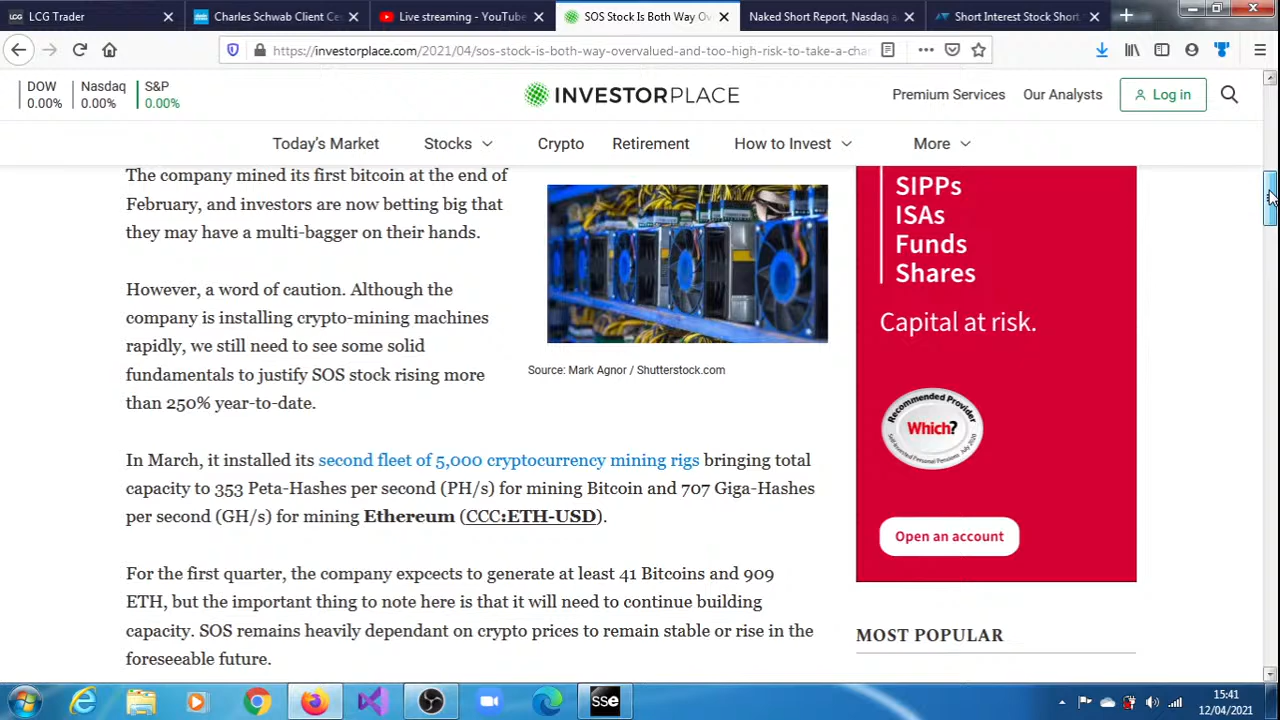 LCG Trader
Charles Schwab Client Ce
Live streaming - YouTube
SOS Stock Is Both Way Ov
Naked Short Report, Nasdaq a
Short Interest Stock Short
https://investorplace.com/2021/04/sos-stock-is-both-way-overvalued-and-too-high-risk-to-take-a-cha
DOW
0.00%
Nasdaq
0.00%
S&P
0.00%
INVESTORPLACE
Premium Services
Our Analysts
Log in
Today's Market
Stocks
Crypto
Retirement
How to Invest
More
The company mined its first bitcoin at the end of
February, and investors are now betting big that
they may have a multi-bagger on their hands.
However, a word of caution. Although the
company is installing crypto-mining machines
rapidly, we still need to see some solid
fundamentals to justify SOS stock rising more
than 250% year-to-date.
Source: Mark Agnor / Shutterstock.com
In March, it installed its second fleet of 5,000 cryptocurrency mining rigs bringing total
capacity to 353 Peta-Hashes per second (PH/s) for mining Bitcoin and 707 Giga-Hashes
per second (GH/s) for mining Ethereum (CCC:ETH-USD).
For the first quarter, the company expcects to generate at least 41 Bitcoins and 909
ETH, but the important thing to note here is that it will need to continue building
capacity. SOS remains heavily dependant on crypto prices to remain stable or rise in the
foreseeable future.
SIPPs
ISAs
Funds
Shares
Capital at risk.
Recommended Provider
Which?
Open an account
MOST POPULAR
sse
15:41
12/04/2021